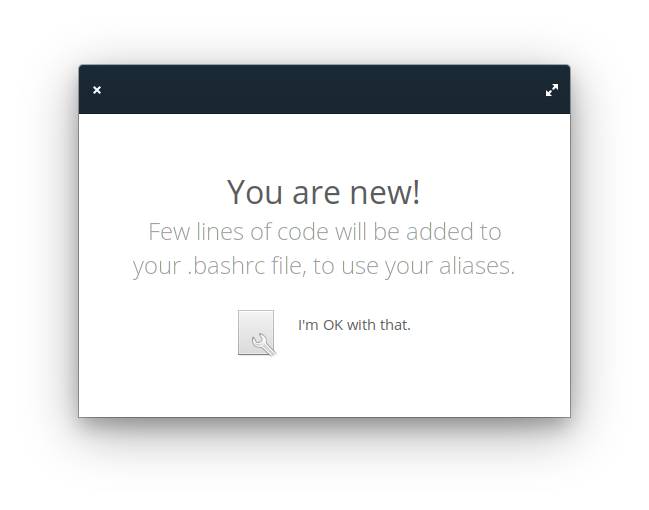 You are new!
Few lines of code will be added to
your .bashrc file, to use your aliases.
I'm OK with that.